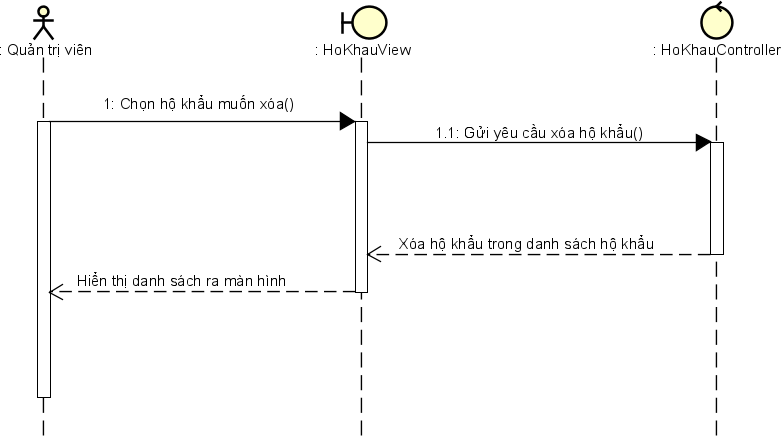 : Quản trị viên
: HoKhauView
: HoKhauController
1: Chọn hộ khẩu muốn xóa()
1.1: Gửi yêu cầu xóa hộ khẩu()
Xóa hộ khẩu trong danh sách hộ khẩu
Hiển thị danh sách ra màn hình